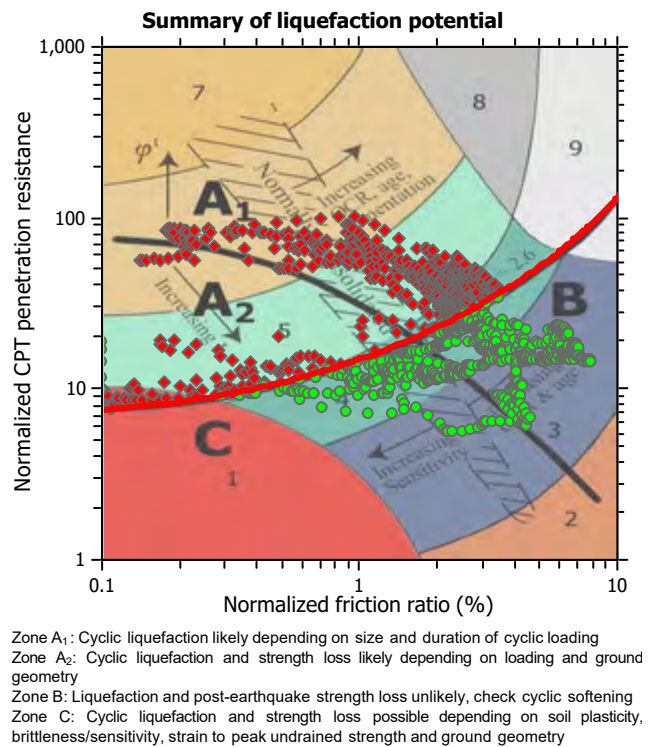 Summary of liquefaction potential
1,000
7
8
9
φ'
Increasing
OCR, age,
cementation
Normalized CPT penetration resistance
100
A1
2.6
A2
B
Increasing
5
10
4
& age
Increasing
Sensitivity
3
C
1
2
1
0.1
1
10
Normalized friction ratio (%)
Zone A1: Cyclic liquefaction likely depending on size and duration of cyclic loading
Zone A2: Cyclic liquefaction and strength loss likely depending on loading and ground
geometry
Zone B: Liquefaction and post-earthquake strength loss unlikely, check cyclic softening
Zone C: Cyclic liquefaction and strength loss possible depending on soil plasticity,
brittleness/sensitivity, strain to peak undrained strength and ground geometry